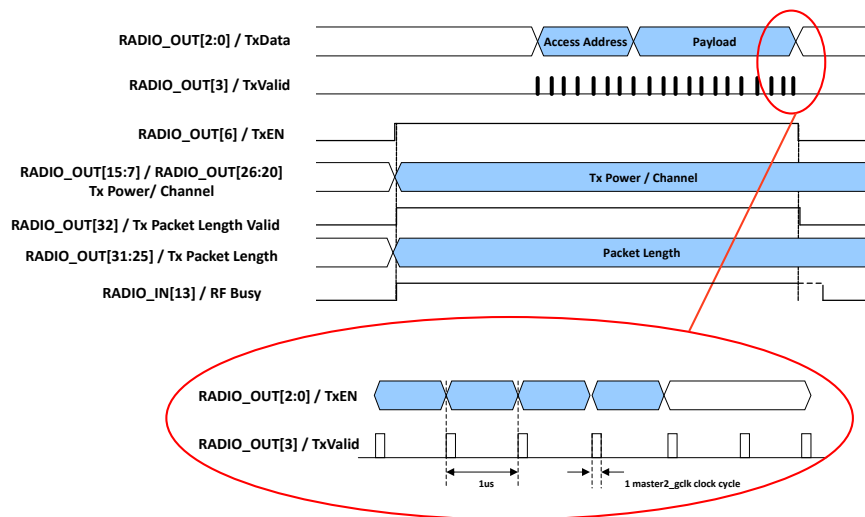 RADIO_OUT[2:0] / TxData
Access Address
Payload
RADIO_OUT[3] / TxValid
RADIO_OUT[6] / TxEN
RADIO_OUT[15:7] / RADIO_OUT[26:20]
Tx Power/ Channel
Tx Power / Channel
RADIO_OUT[32] / Tx Packet Length Valid
RADIO_OUT[31:25] / Tx Packet Length
Packet Length
RADIO_IN[13] / RF Busy
RADIO_OUT[2:0] / TxEN
RADIO_OUT[3] / TxValid
1us
1 master2_gclk clock cycle